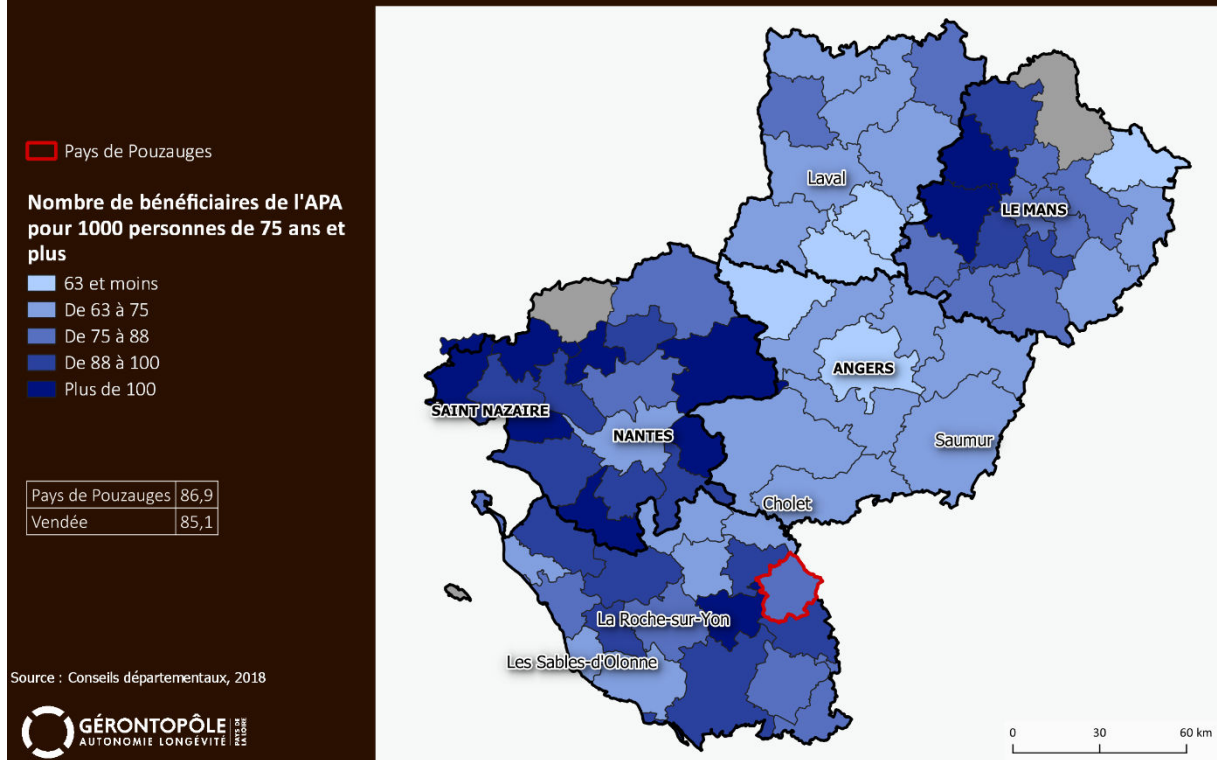 Pays de Pouzauges
Nombre de bénéficiaires de l'APA
pour 1000 personnes de 75 ans et
plus
63 et moins
De 63 à 75
De 75 à 88
De 88 à 100
Plus de 100
Pays de Pouzauges 86,9
Vendée 85,1
Source : Conseils départementaux, 2018
GÉRONTOPÔLE
AUTONOMIE LONGÉVITÉ
PAYS DE
LA LOIRE
Laval
LE MANS
ANGERS
SAINT NAZAIRE
NANTES
Saumur
Cholet
La Roche-sur-Yon
Les Sables-d'Olonne
0 30 60 km